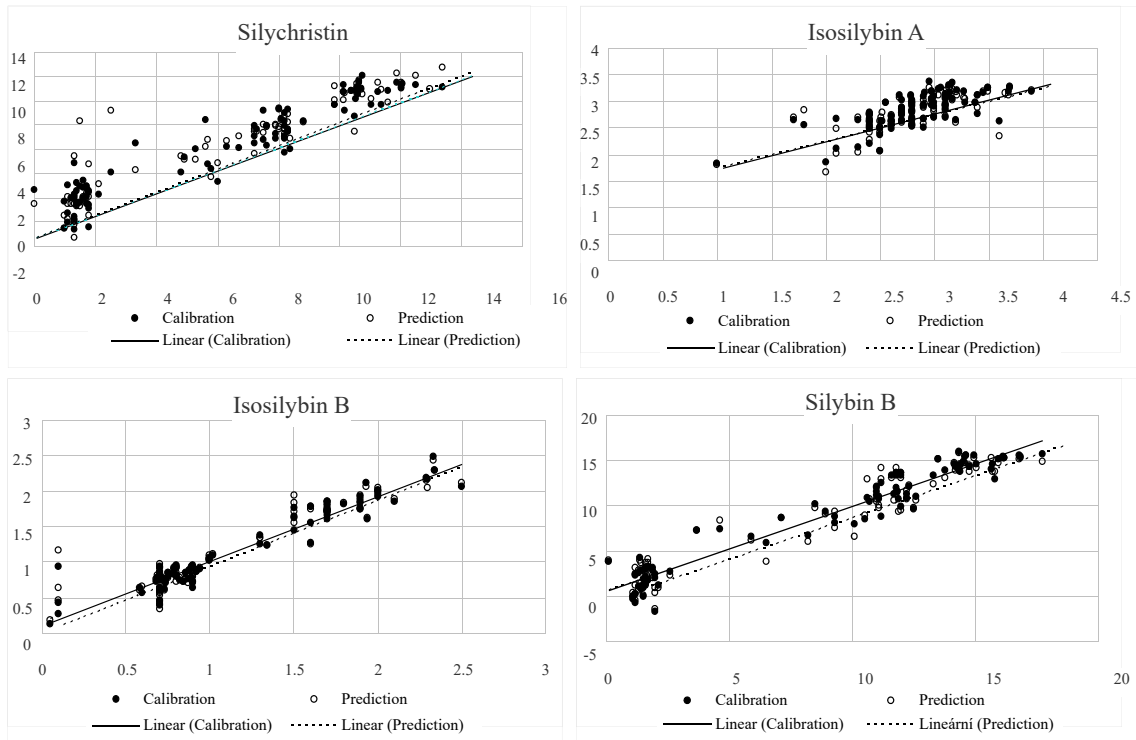 Silychristin
14
12
10
8
6
4
2
0
-2
0 2 4 6 8 10 12 14 16
Calibration Prediction
Linear (Calibration) Linear (Prediction)
Isosilybin A
4
3.5
3
2.5
2
1.5
1
0.5
0
0 0.5 1 1.5 2 2.5 3 3.5 4 4.5
Calibration Prediction
Linear (Calibration) Linear (Prediction)
Isosilybin B
3
2.5
2
1.5
1
0.5
0
0 0.5 1 1.5 2 2.5 3
Calibration Prediction
Linear (Calibration) Linear (Prediction)
Silybin B
20
15
10
5
0
-5
0 5 10 15 20
Calibration Prediction
Linear (Calibration) Lineární (Prediction)